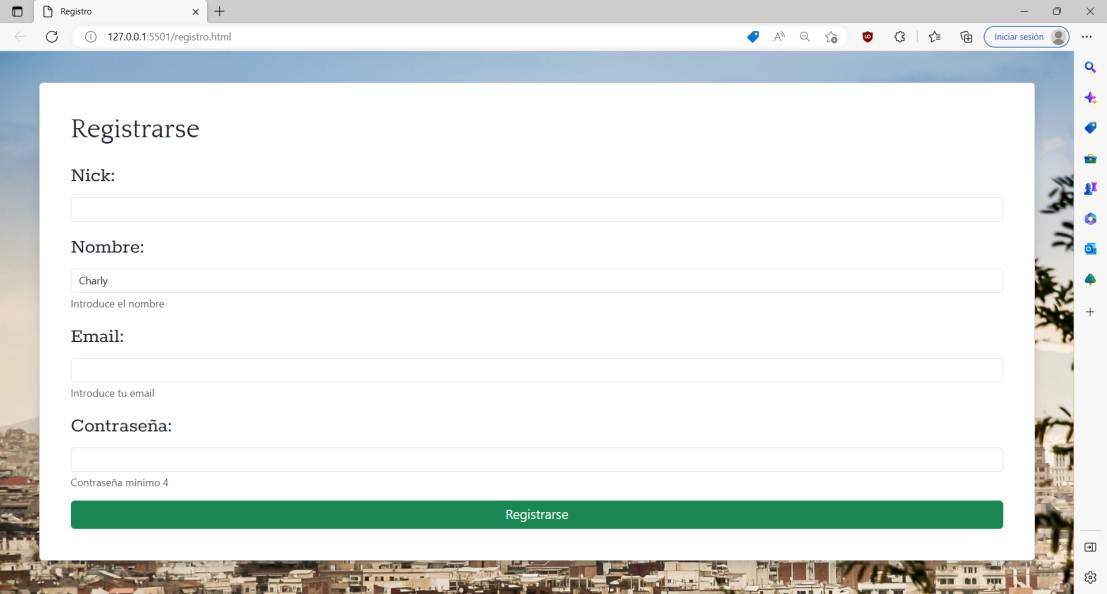 Registro
127.0.0.1:5501/registro.html
Iniciar sesión
Registrarse
Nick:
Nombre:
Charly
Introduce el nombre
Email:
Introduce tu email
Contraseña:
Contraseña minimo 4
Registrarse